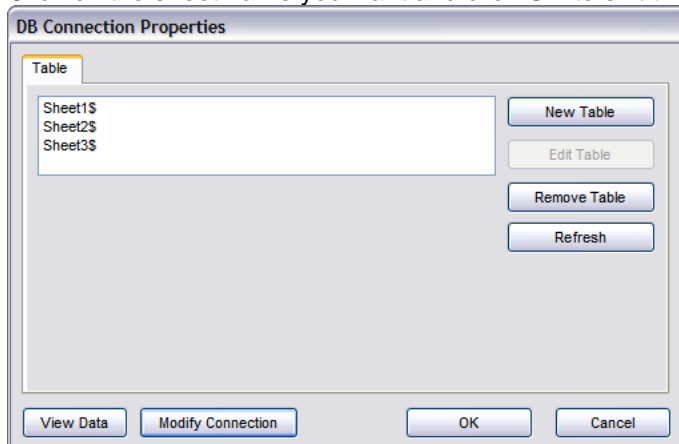 DB Connection Properties
Table
Sheet1$
Sheet2$
Sheet3$
New Table
Edit Table
Remove Table
Refresh
View Data
Modify Connection
OK
Cancel